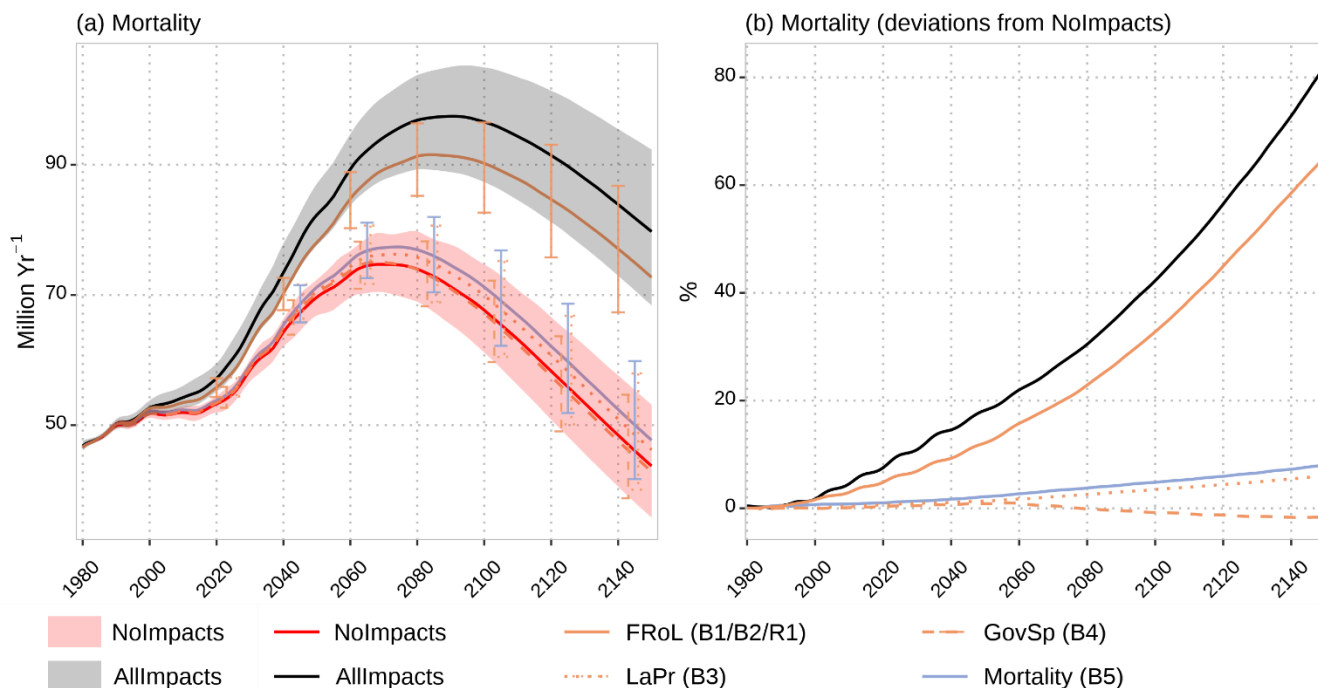 (a) Mortality
(b) Mortality (deviations from NoImpacts)
Million Yr⁻¹
90
70
50
1980 2000 2020 2040 2060 2080 2100 2120 2140
%
80
60
40
20
0
1980 2000 2020 2040 2060 2080 2100 2120 2140
NoImpacts NoImpacts FRoL (B1/B2/R1) GovSp (B4)
AllImpacts AllImpacts LaPr (B3) Mortality (B5)